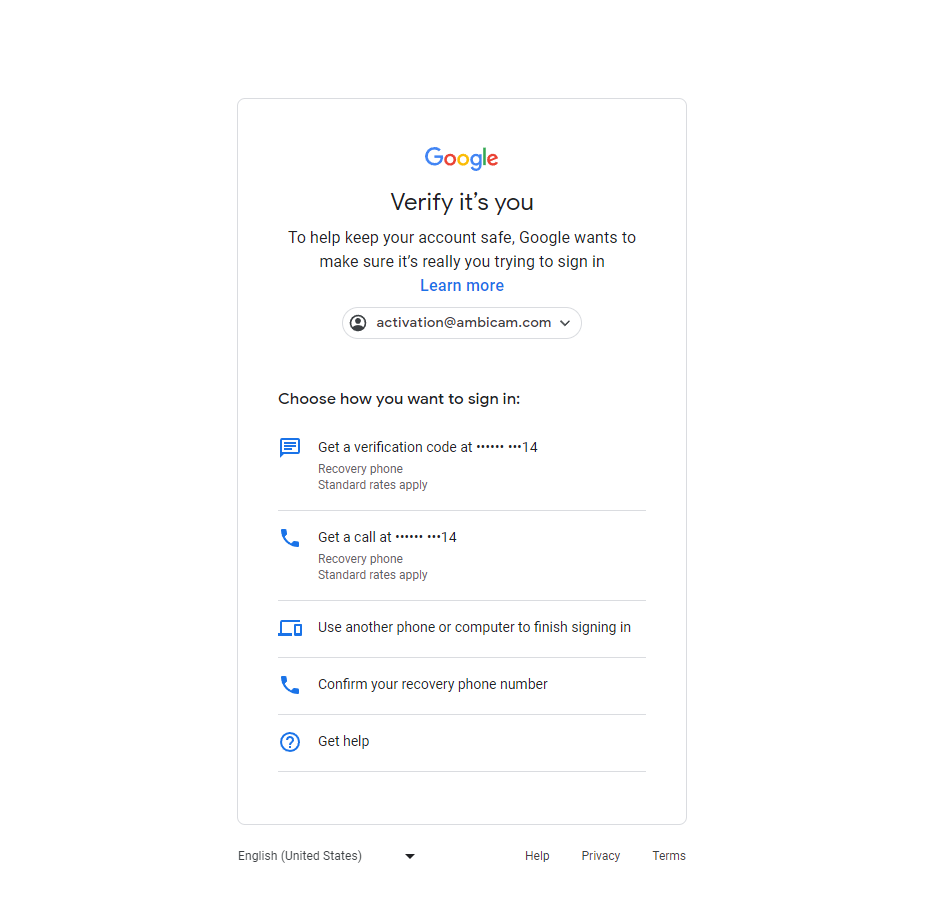 Google
Verify it’s you
To help keep your account safe, Google wants to
make sure it’s really you trying to sign in
Learn more
activation@ambicam.com
Choose how you want to sign in:
Get a verification code at •••••• •••14
Recovery phone
Standard rates apply
Get a call at •••••• •••14
Recovery phone
Standard rates apply
Use another phone or computer to finish signing in
Confirm your recovery phone number
Get help
English (United States)
Help Privacy Terms